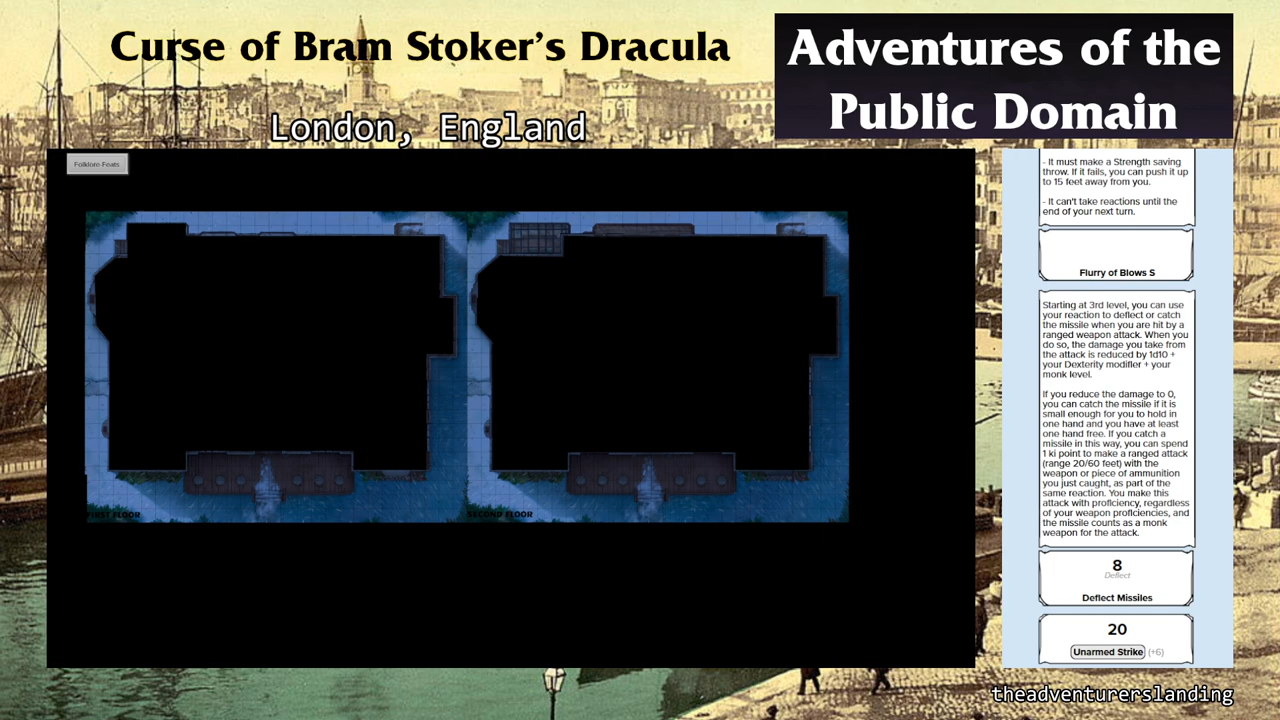 Curse of Bram Stoker's Dracula
London, England
Adventures of the
Public Domain
Folklore Feats
FIRST FLOOR
SECOND FLOOR
- It must make a Strength saving
throw. If it fails, you can push it up
to 15 feet away from you.
- It can't take reactions until the
end of your next turn.
Flurry of Blows S
Starting at 3rd level, you can use
your reaction to deflect or catch
the missile when you are hit by a
ranged weapon attack. When you
do so, the damage you take from
the attack is reduced by 1d10 +
your Dexterity modifier + your
monk level.
If you reduce the damage to 0,
you can catch the missile if it is
small enough for you to hold in
one hand and you have at least
one hand free. If you catch a
missile in this way, you can spend
1 ki point to make a ranged attack
(range 20/60 feet) with the
weapon or piece of ammunition
you just caught, as part of the
same reaction. You make this
attack with proficiency, regardless
of your weapon proficiencies, and
the missile counts as a monk
weapon for the attack.
8
Deflect
Deflect Missiles
20
Unarmed Strike (+6)
theadventurerslanding